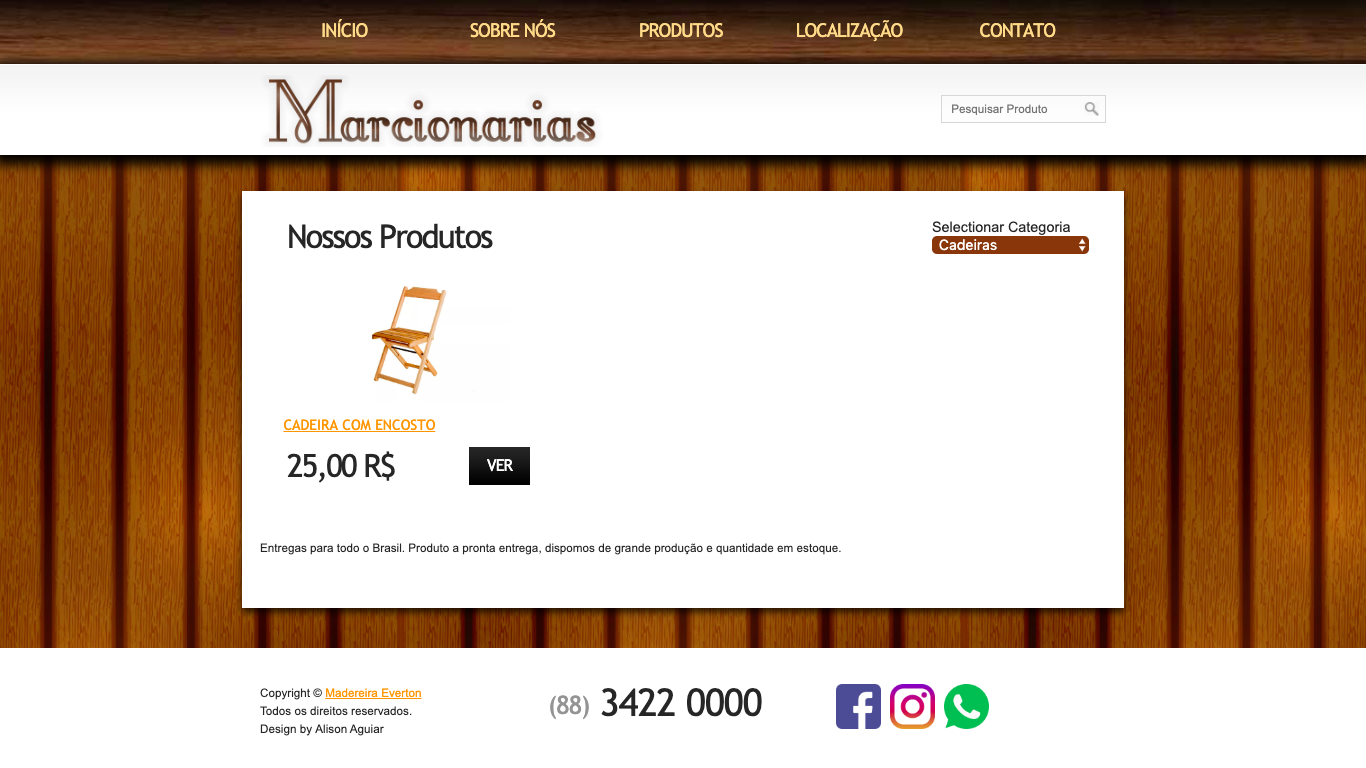 INÍCIO SOBRE NÓS PRODUTOS LOCALIZAÇÃO CONTATO
Marcionarias
Pesquisar Produto
Nossos Produtos
Selectionar Categoria
Cadeiras
CADEIRA COM ENCOSTO
25,00 R$
VER
Entregas para todo o Brasil. Produto a pronta entrega, dispomos de grande produção e quantidade em estoque.
Copyright © Madereira Everton
Todos os direitos reservados.
Design by Alison Aguiar
(88) 3422 0000